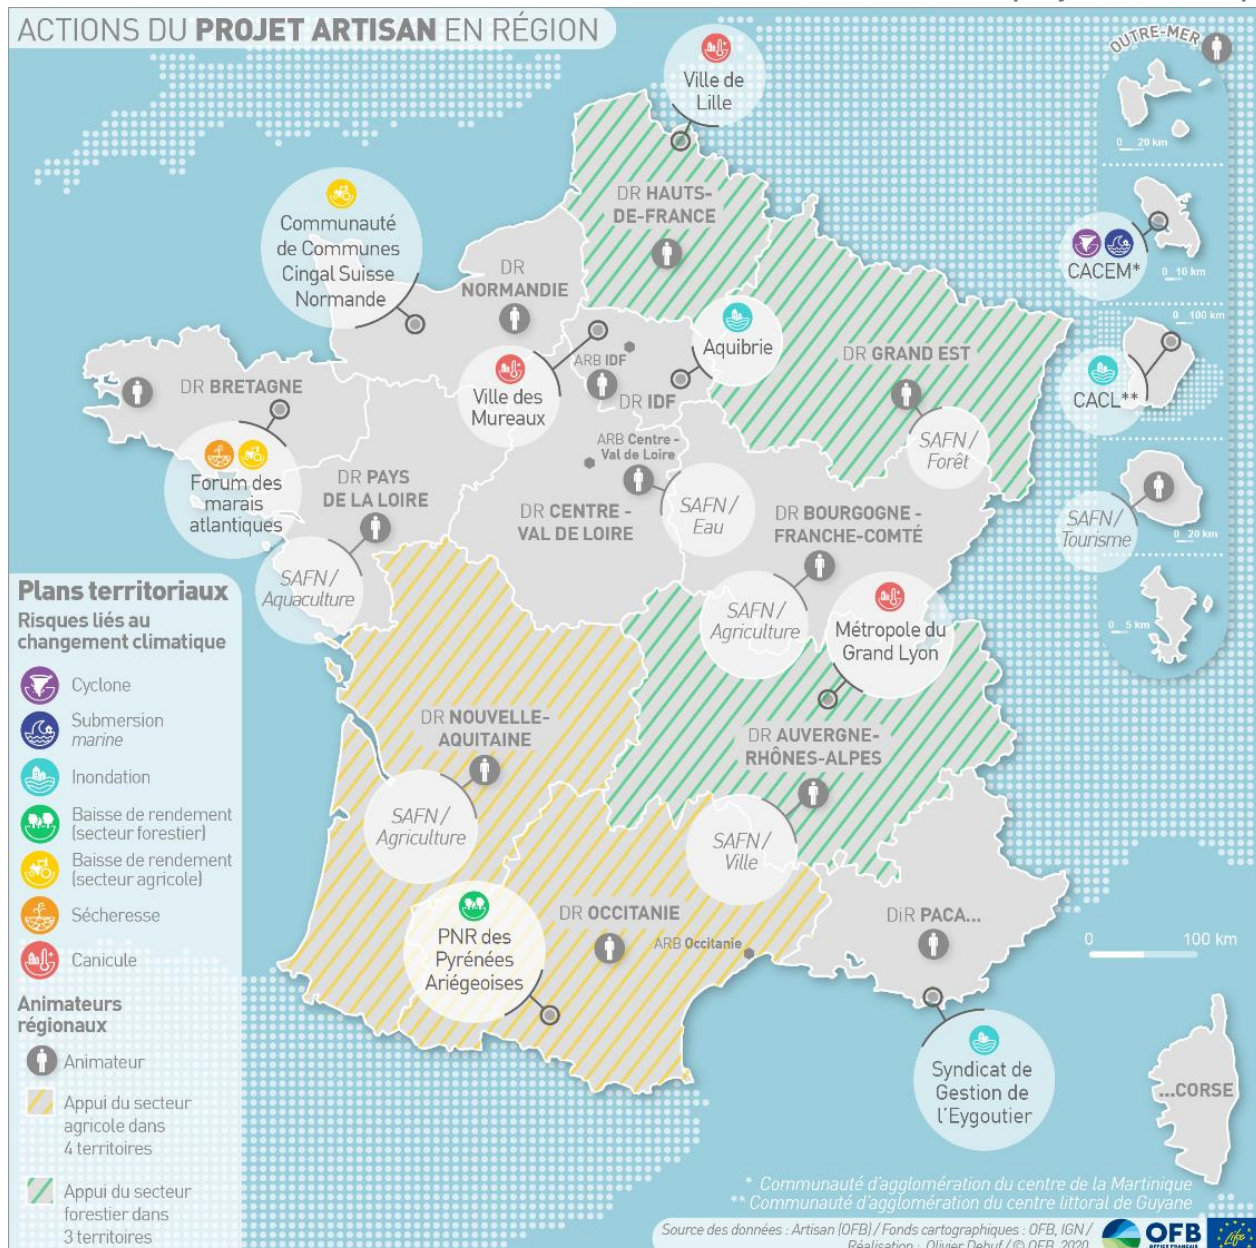 ACTIONS DU PROJET ARTISAN EN RÉGION
Ville de
Lille
OUTRE-MER
0 20 km
DR HAUTS-
DE-FRANCE
Communauté
de Communes
Cingal Suisse
Normande
DR
NORMANDIE
CACEM*
0 10 km
0 100 km
CACL**
Aquibrie
ARB IDF
DR IDF
DR GRAND EST
Ville des
Mureaux
DR BRETAGNE
SAFN /
Forêt
ARB Centre -
Val de Loire
Forum des
marais
atlantiques
DR PAYS
DE LA LOIRE
DR CENTRE -
VAL DE LOIRE
SAFN /
Eau
DR BOURGOGNE -
FRANCHE-COMTÉ
SAFN /
Tourisme
0 20 km
SAFN /
Aquaculture
SAFN /
Agriculture
Métropole du
Grand Lyon
0 5 km
Plans territoriaux
Risques liés au
changement climatique
Cyclone
Submersion
marine
Inondation
Baisse de rendement
(secteur forestier)
Baisse de rendement
(secteur agricole)
Sécheresse
Canicule
Animateurs
régionaux
Animateur
Appui du secteur
agricole dans
4 territoires
Appui du secteur
forestier dans
3 territoires
DR NOUVELLE-
AQUITAINE
DR AUVERGNE-
RHÔNES-ALPES
SAFN /
Agriculture
SAFN /
Ville
PNR des
Pyrénées
Ariégeoises
DR OCCITANIE
ARB Occitanie
DiR PACA...
0 100 km
Syndicat de
Gestion de
l'Eygoutier
...CORSE
* Communauté d'agglomération du centre de la Martinique
** Communauté d'agglomération du centre littoral de Guyane
Source des données : Artisan (OFB) / Fonds cartographiques : OFB, IGN /
Réalisation : Olivier Debuf / © OFB, 2020
OFB
OFFICE FRANÇAIS
Life